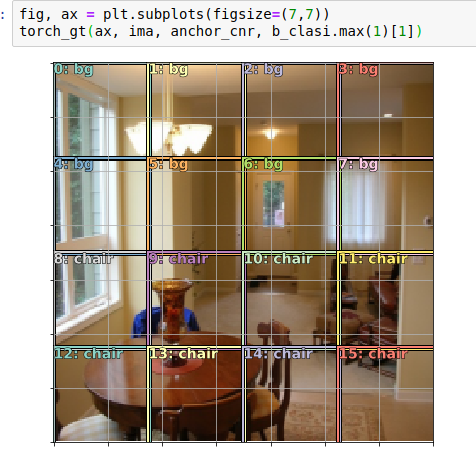 : fig, ax = plt.subplots(figsize=(7,7))
torch_gt(ax, ima, anchor_cnr, b_clasi.max(1)[1])
0: bg 1: bg 2: bg 3: bg
4: bg 5: bg 6: bg 7: bg
8: chair 9: chair 10: chair 11: chair
12: chair 13: chair 14: chair 15: chair